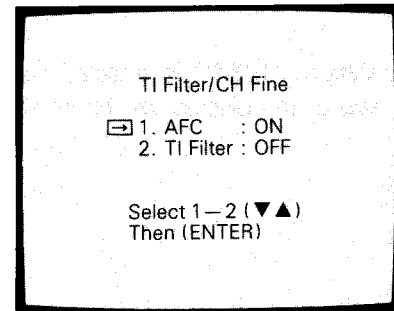 TI Filter/CH Fine
→ 1. AFC : ON
2. TI Filter : OFF
Select 1—2 (▼▲)
Then (ENTER)